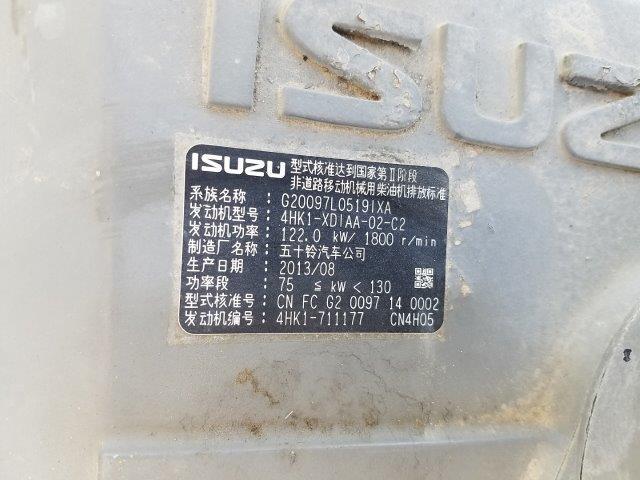 ISUZ
ISUZU 型式核准达到国家第Ⅱ阶段
非道路移动机械用柴油机排放标准
系族名称：G20097L0519IXA
发动机型号：4HK1-XDIAA-02-C2
发动机功率：122.0 kW/ 1800 r/min
制造厂名称：五十铃汽车公司
生产日期：2013/08
功率段：75 ≦ kW < 130
型式核准号：CN FC G2 0097 14 0002
发动机编号：4HK1-711177 CN4H05